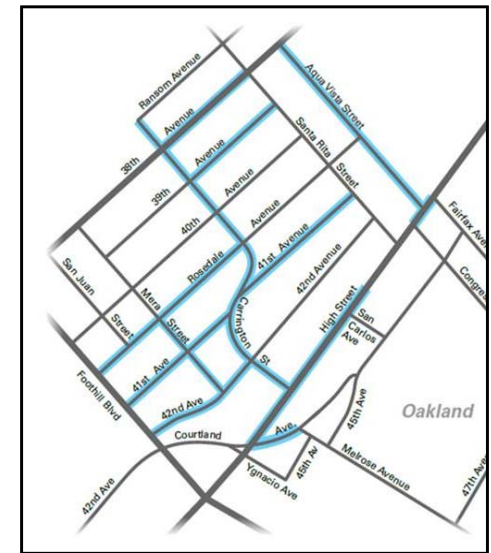 Ransom Avenue
Aqua Vista Street
38th Avenue
Santa Rita Street
39th Avenue
40th Avenue
Fairfax Ave
Rosedale Avenue
41st Avenue
42nd Avenue
San Juan Street
Mera Street
Congres
Carrington St
High Street
San Carlos Ave
41st Ave
Foothill Blvd
42nd Ave
Oakland
45th Ave
Courtland Ave.
45th Av
Melrose Avenue
Ygnacio Ave
42nd Ave
47th Ave